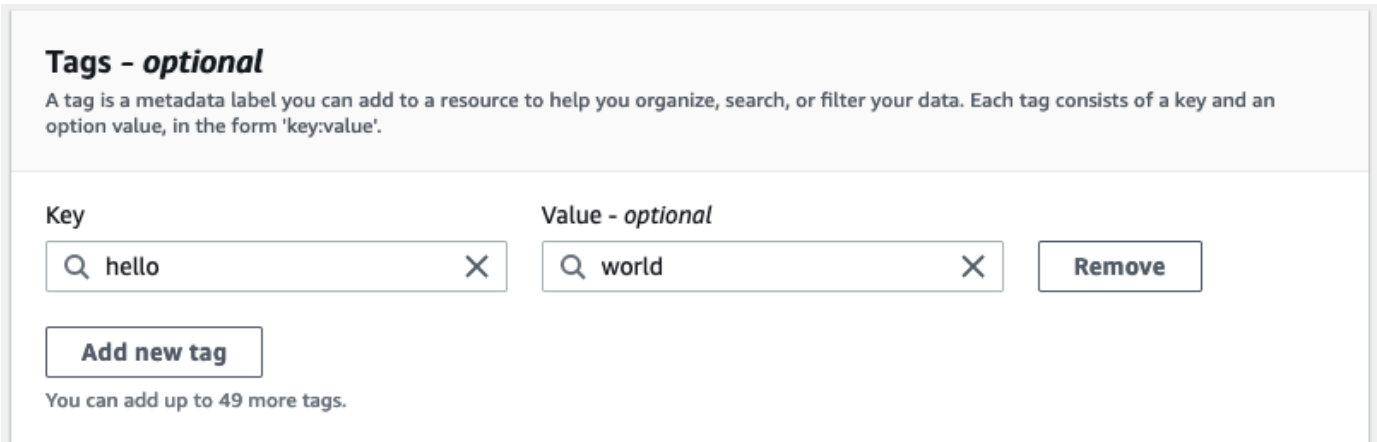 Tags - optional
A tag is a metadata label you can add to a resource to help you organize, search, or filter your data. Each tag consists of a key and an
option value, in the form 'key:value'.
Key
Value - optional
hello
world
Remove
Add new tag
You can add up to 49 more tags.